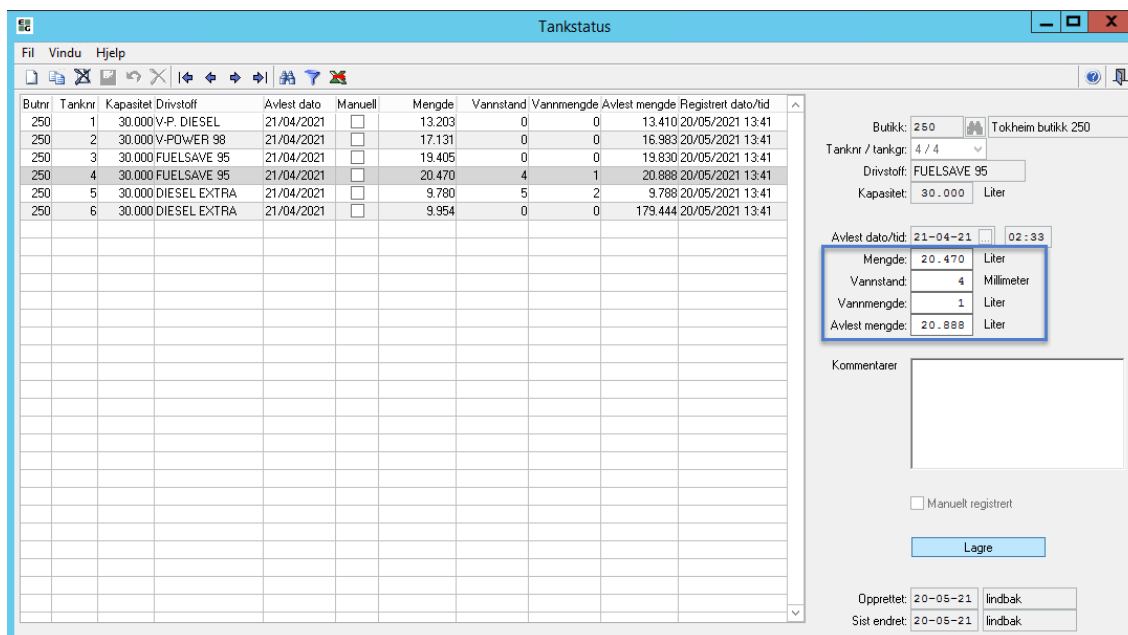 EG Tankstatus
Fil Vindu Hjelp
Butnr Tanknr Kapasitet Drivstoff Avlest dato Manuell Mengde Vannstand Vannmengde Avlest mengde Registrert dato/tid
250 1 30.000 V-P. DIESEL 21/04/2021 13.203 0 0 13.410 20/05/2021 13:41
250 2 30.000 V-POWER 98 21/04/2021 17.131 0 0 16.983 20/05/2021 13:41
250 3 30.000 FUELSAVE 95 21/04/2021 19.405 0 0 19.830 20/05/2021 13:41
250 4 30.000 FUELSAVE 95 21/04/2021 20.470 4 1 20.888 20/05/2021 13:41
250 5 30.000 DIESEL EXTRA 21/04/2021 9.780 5 2 9.788 20/05/2021 13:41
250 6 30.000 DIESEL EXTRA 21/04/2021 9.954 0 0 179.444 20/05/2021 13:41
Butikk: 250 Tokheim butikk 250
Tanknr / tankgr: 4 / 4
Drivstoff: FUELSAVE 95
Kapasitet: 30.000 Liter
Avlest dato/tid: 21-04-21 ... 02:33
Mengde: 20.470 Liter
Vannstand: 4 Millimeter
Vannmengde: 1 Liter
Avlest mengde: 20.888 Liter
Kommentarer
Manuelt registrert
Lagre
Opprettet: 20-05-21 lindbak
Sist endret: 20-05-21 lindbak